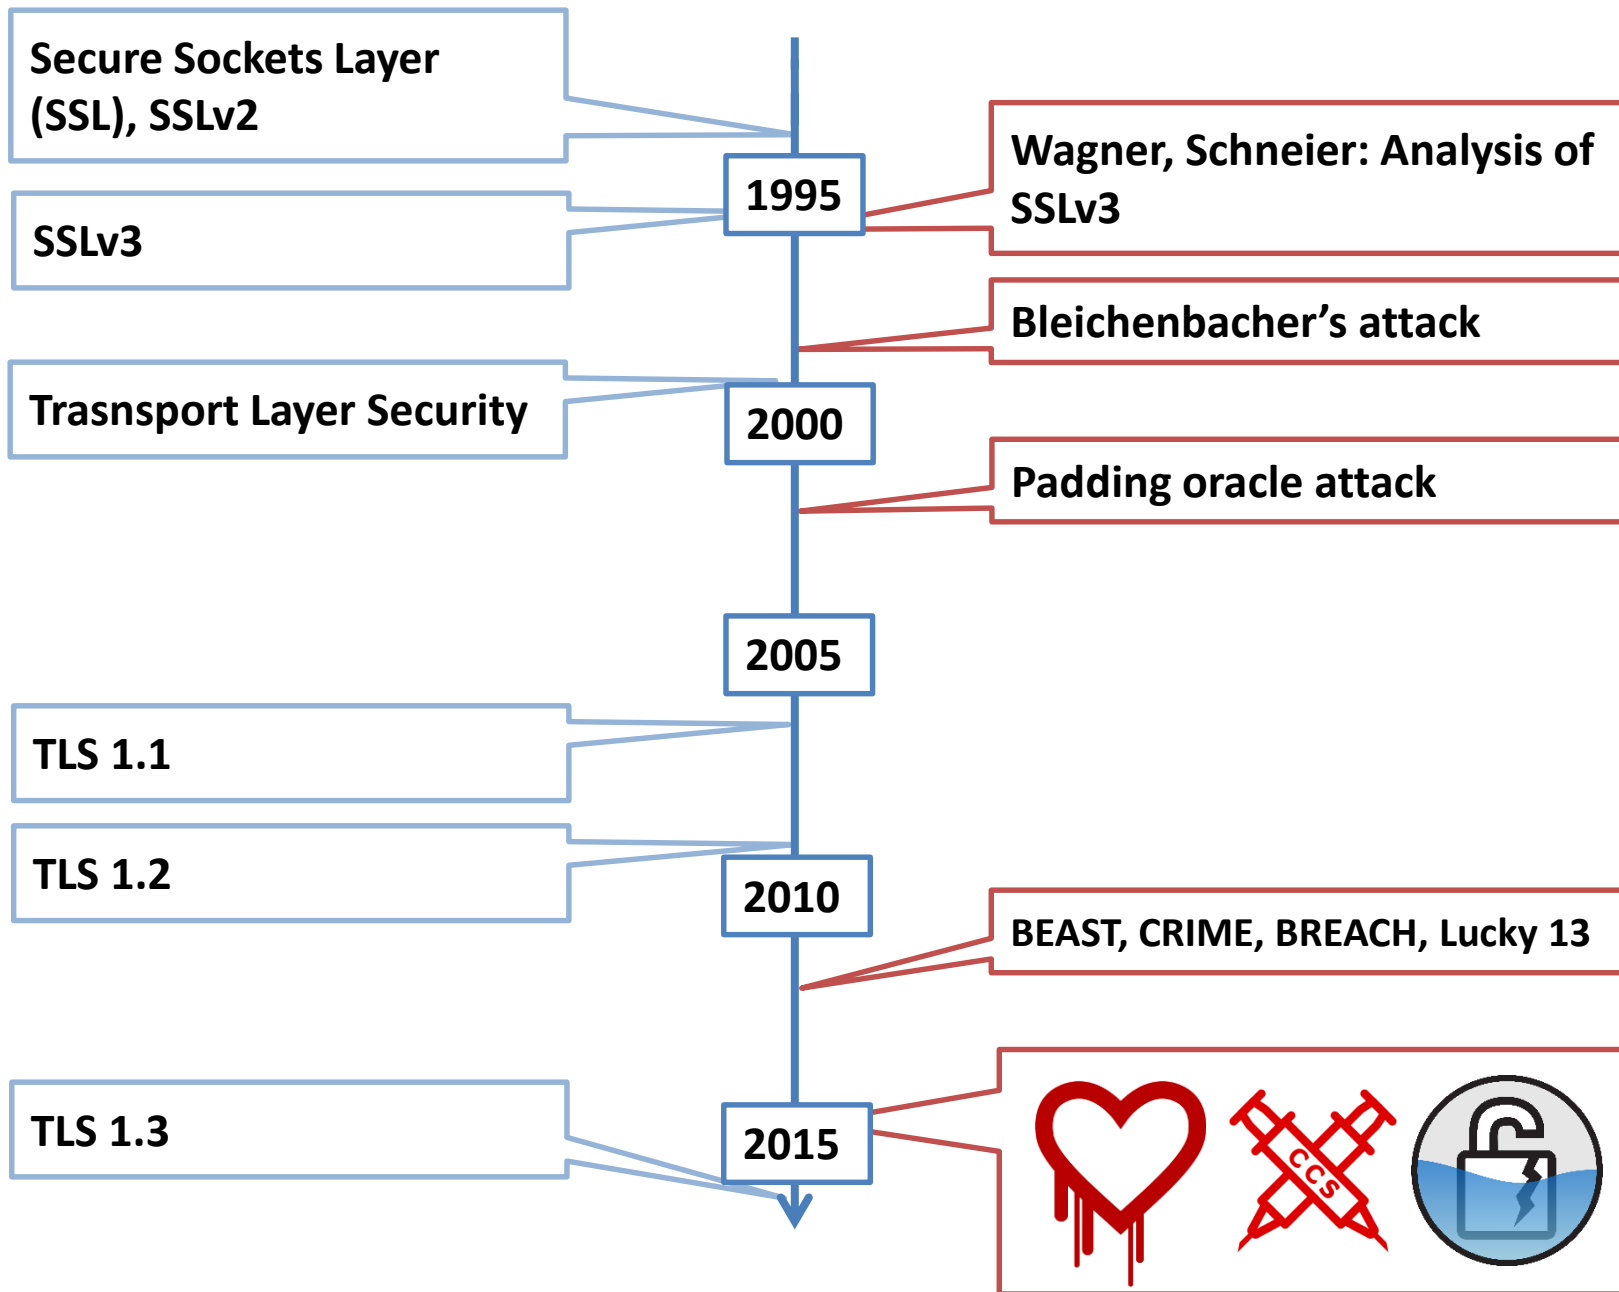 Secure Sockets Layer
(SSL), SSLv2
Wagner, Schneier: Analysis of
SSLv3
1995
SSLv3
Bleichenbacher’s attack
Trasnsport Layer Security
2000
Padding oracle attack
2005
TLS 1.1
TLS 1.2
2010
BEAST, CRIME, BREACH, Lucky 13
TLS 1.3
2015
CCS